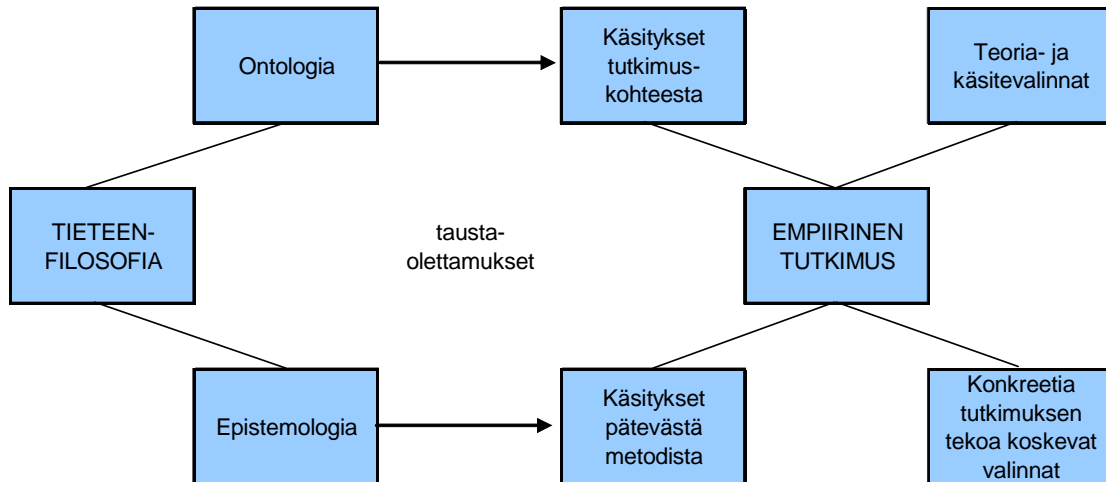 Ontologia
Käsitykset
tutkimus-
kohteesta
Teoria- ja
käsitevalinnat
TIETEEN-
FILOSOFIA
tausta-
olettamukset
EMPIIRINEN
TUTKIMUS
Epistemologia
Käsitykset
pätevästä
metodista
Konkreetia
tutkimuksen
tekoa koskevat
valinnat